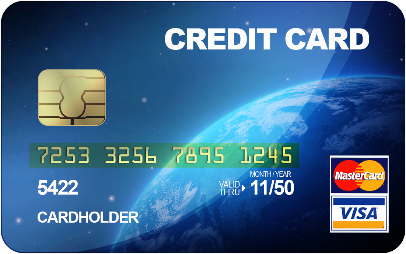 CREDIT CARD
7253 3256 7895 1245
MONTH/YEAR
5422 VALID THRU 11/50
CARDHOLDER
MasterCard
VISA